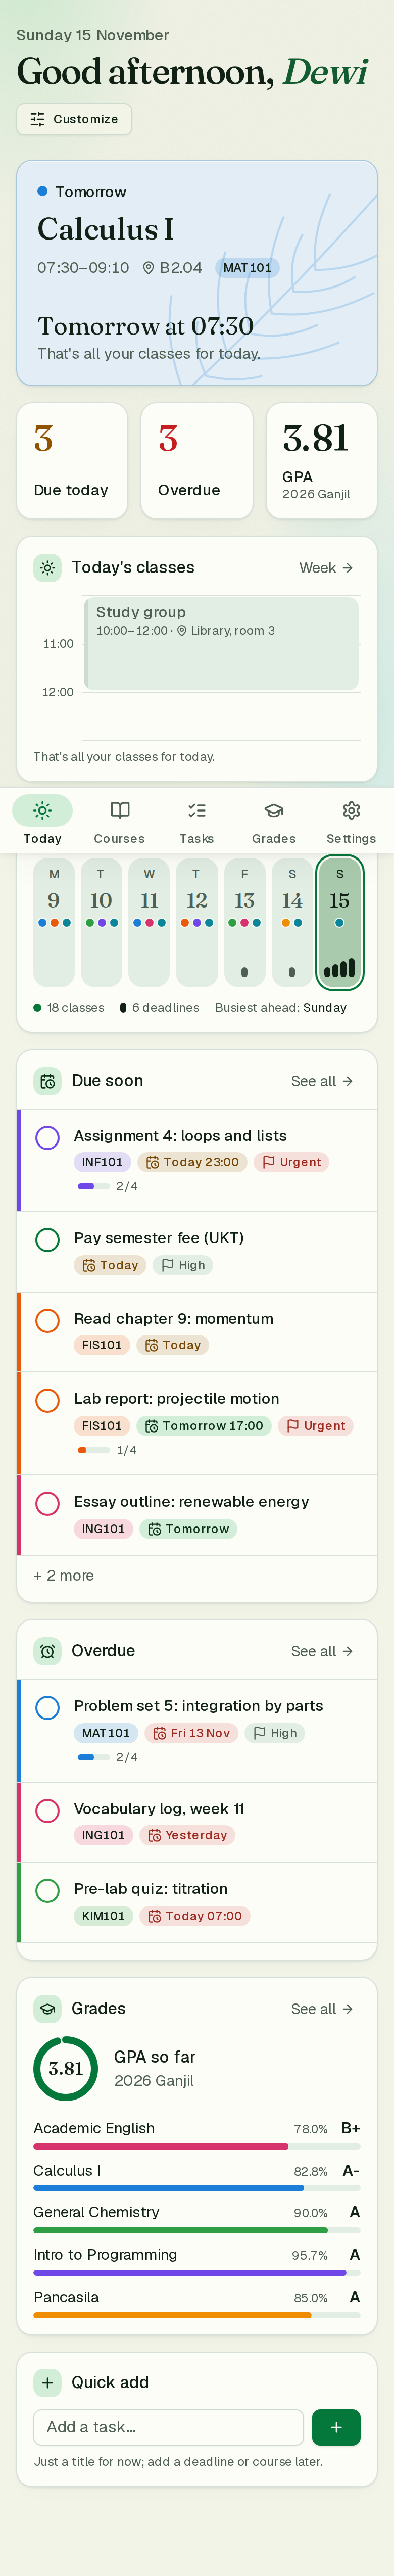 Sunday 15 November
Good afternoon, Dewi
Customize
Tomorrow
Calculus I
07:30–09:10 B2.04 MAT101
Tomorrow at 07:30
That's all your classes for today.
3
Due today
3
Overdue
3.81
GPA
2026 Ganjil
Today's classes
Week →
Study group
10:00–12:00 · Library, room 3
11:00
12:00
That's all your classes for today.
Today
Courses
Tasks
Grades
Settings
M T W T F S S
9 10 11 12 13 14 15
18 classes 6 deadlines Busiest ahead: Sunday
Due soon
See all →
Assignment 4: loops and lists
INF101 Today 23:00 Urgent
2/4
Pay semester fee (UKT)
Today High
Read chapter 9: momentum
FIS101 Today
Lab report: projectile motion
FIS101 Tomorrow 17:00 Urgent
1/4
Essay outline: renewable energy
ING101 Tomorrow
+ 2 more
Overdue
See all →
Problem set 5: integration by parts
MAT101 Fri 13 Nov High
2/4
Vocabulary log, week 11
ING101 Yesterday
Pre-lab quiz: titration
KIM101 Today 07:00
Grades
See all →
3.81
GPA so far
2026 Ganjil
Academic English 78.0% B+
Calculus I 82.8% A-
General Chemistry 90.0% A
Intro to Programming 95.7% A
Pancasila 85.0% A
Quick add
Add a task...
+
Just a title for now; add a deadline or course later.